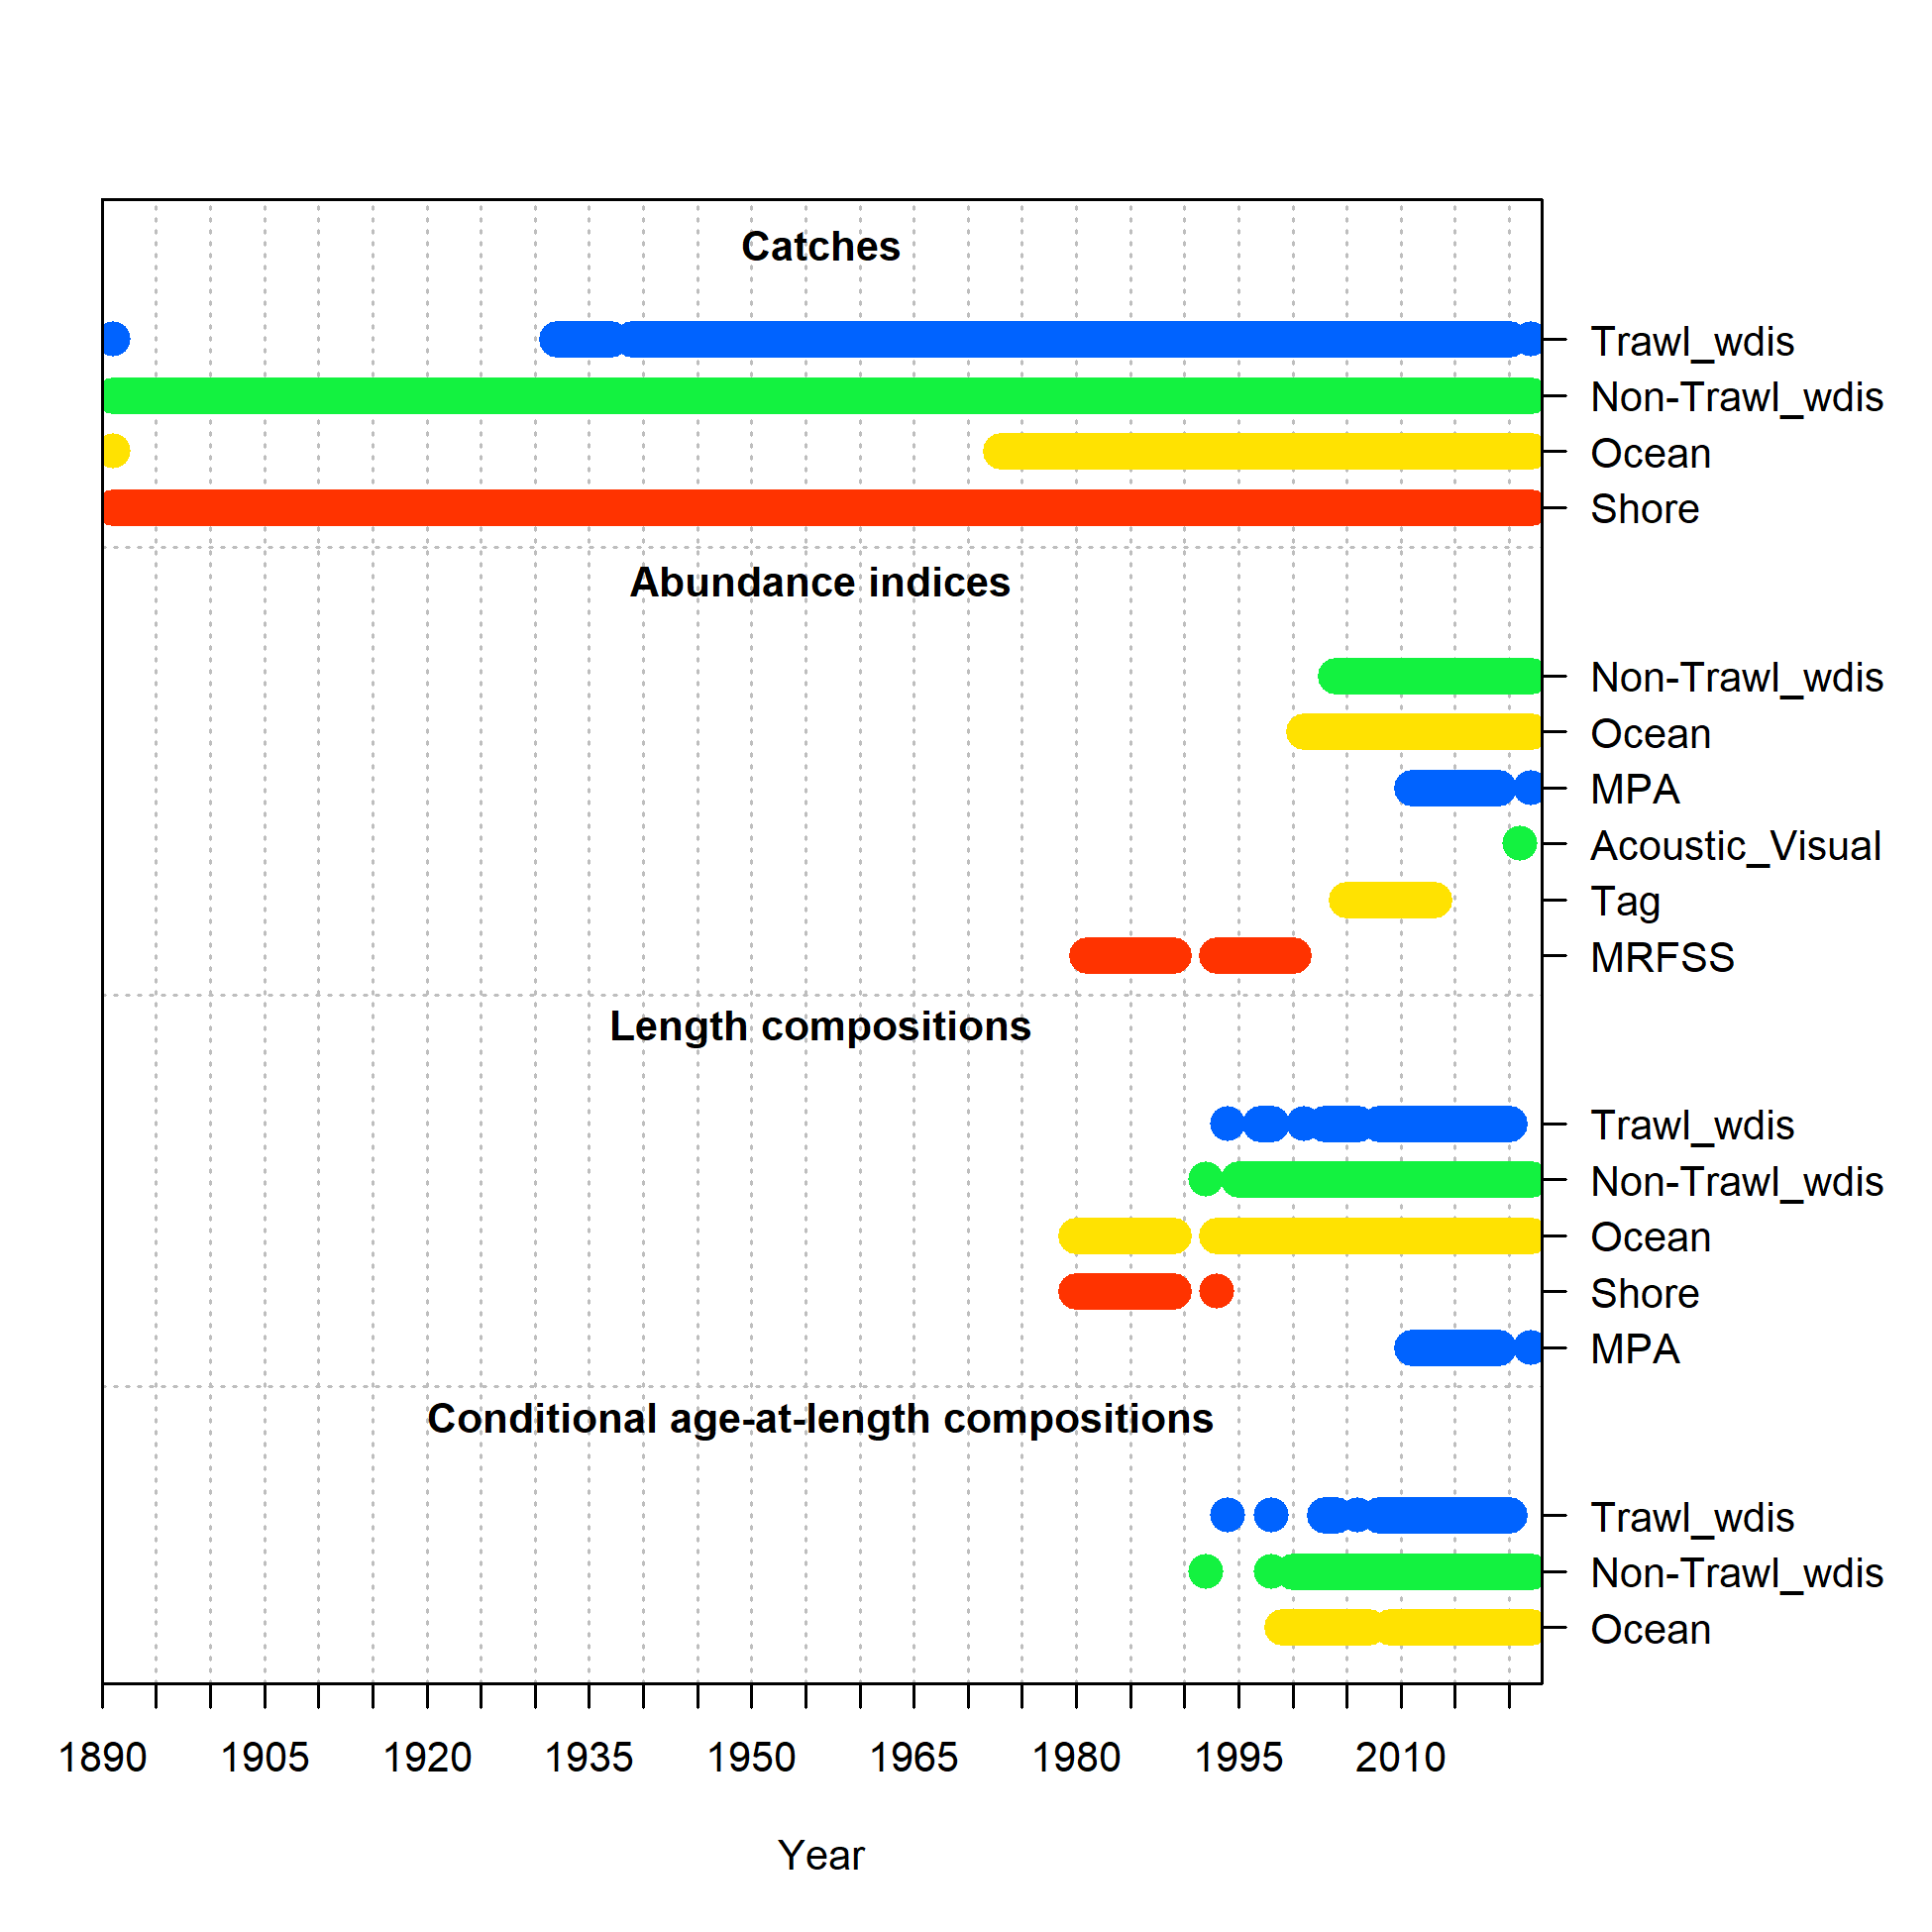 Catches
Trawl_wdis
Non-Trawl_wdis
Ocean
Shore
Abundance indices
Non-Trawl_wdis
Ocean
MPA
Acoustic_Visual
Tag
MRFSS
Length compositions
Trawl_wdis
Non-Trawl_wdis
Ocean
Shore
MPA
Conditional age-at-length compositions
Trawl_wdis
Non-Trawl_wdis
Ocean
1890 1905 1920 1935 1950 1965 1980 1995 2010
Year